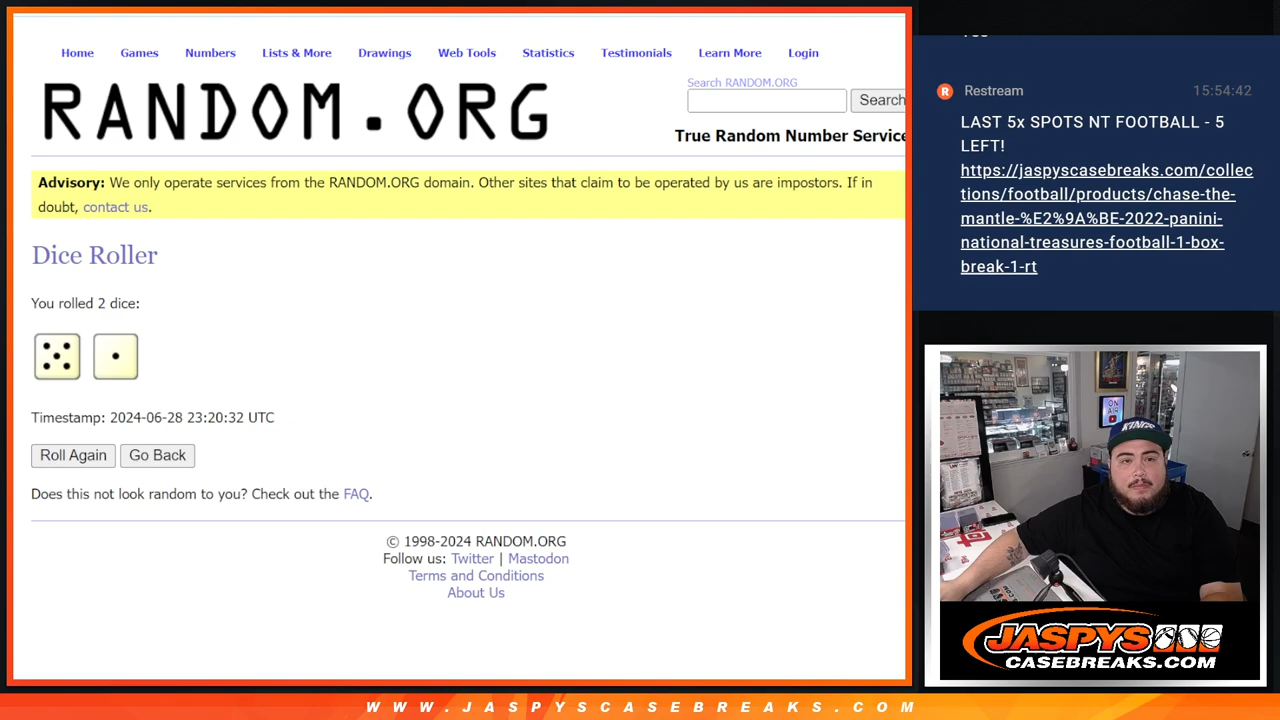 Home Games Numbers Lists & More Drawings Web Tools Statistics Testimonials Learn More Login
RANDOM.ORG
Search RANDOM.ORG
Search
True Random Number Service
Advisory: We only operate services from the RANDOM.ORG domain. Other sites that claim to be operated by us are impostors. If in
doubt, contact us.
Dice Roller
You rolled 2 dice:
Timestamp: 2024-06-28 23:20:32 UTC
Roll Again Go Back
Does this not look random to you? Check out the FAQ.
© 1998-2024 RANDOM.ORG
Follow us: Twitter | Mastodon
Terms and Conditions
About Us
R Restream 15:54:42
LAST 5x SPOTS NT FOOTBALL - 5
LEFT!
https://jaspyscasebreaks.com/collec
tions/football/products/chase-the-
mantle-%E2%9A%BE-2022-panini-
national-treasures-football-1-box-
break-1-rt
ON
AIR
KINGS
JASPYS
CASEBREAKS.COM
WWW.JASPYSCASEBREAKS.COM